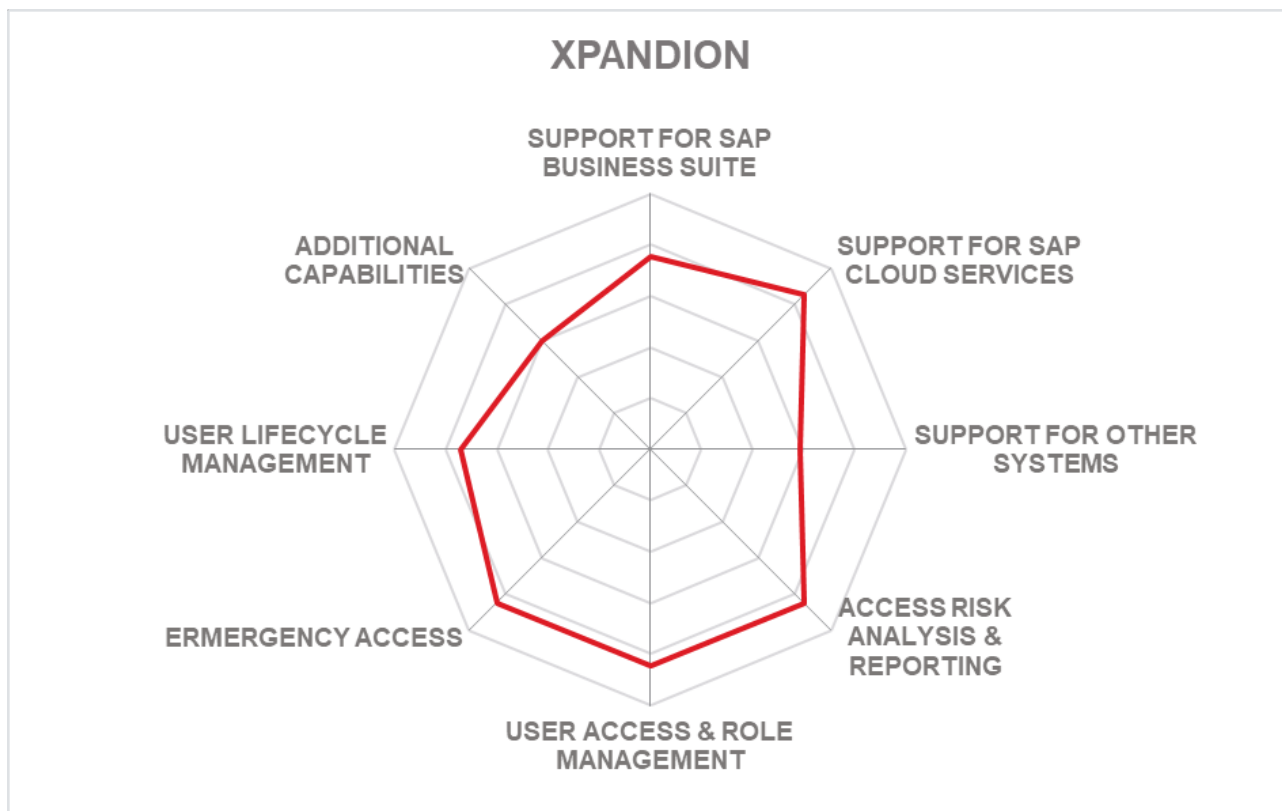 XPANDION
SUPPORT FOR SAP
BUSINESS SUITE
ADDITIONAL
CAPABILITIES
SUPPORT FOR SAP
CLOUD SERVICES
USER LIFECYCLE
MANAGEMENT
SUPPORT FOR OTHER
SYSTEMS
ERMERGENCY ACCESS
ACCESS RISK
ANALYSIS &
REPORTING
USER ACCESS & ROLE
MANAGEMENT